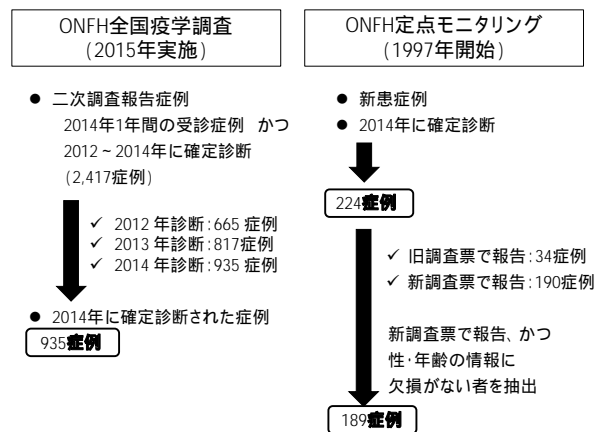 ONFH全国疫学調査
(2015年実施)
● 二次調査報告症例
2014年1年間の受診症例 かつ
2012~2014年に確定診断
(2,417症例)
✓ 2012 年診断:665 症例
✓ 2013 年診断:817症例
✓ 2014 年診断:935 症例
● 2014年に確定診断された症例
935症例
ONFH定点モニタリング
(1997年開始)
● 新患症例
● 2014年に確定診断
224症例
✓ 旧調査票で報告:34症例
✓ 新調査票で報告:190症例
新調査票で報告、かつ
性・年齢の情報に
欠損がない者を抽出
189症例